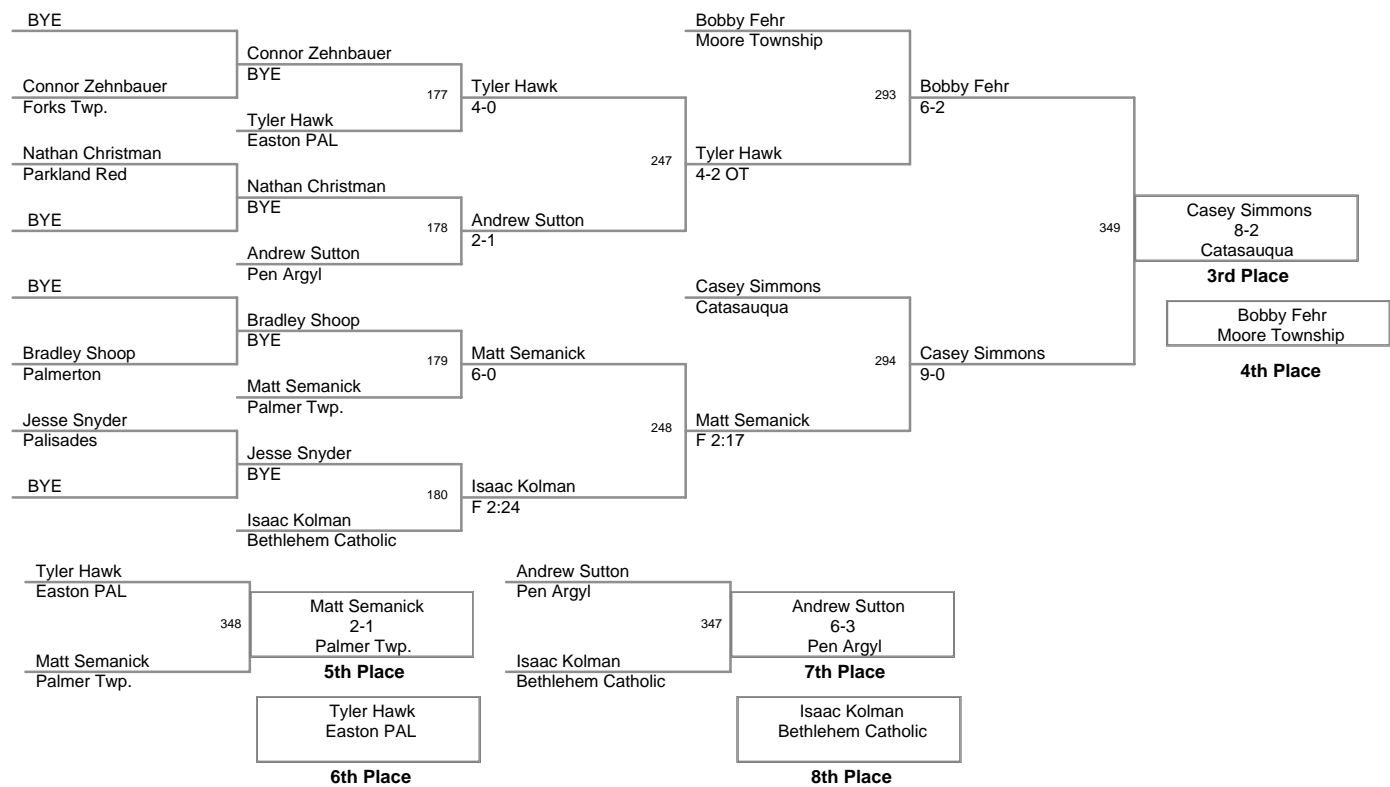 BYE
Connor Zehnbauer
Forks Twp.
Nathan Christman
Parkland Red
BYE
BYE
Bradley Shoop
Palmerton
Jesse Snyder
Palisades
BYE
Connor Zehnbauer
BYE
177
Tyler Hawk
Easton PAL
Nathan Christman
BYE
178
Andrew Sutton
Pen Argyl
Bradley Shoop
BYE
179
Matt Semanick
Palmer Twp.
Jesse Snyder
BYE
180
Isaac Kolman
Bethlehem Catholic
Tyler Hawk
4-0
247
Andrew Sutton
2-1
Matt Semanick
6-0
248
Isaac Kolman
F 2:24
Bobby Fehr
Moore Township
293
Tyler Hawk
4-2 OT
Casey Simmons
Catasauqua
294
Matt Semanick
F 2:17
Bobby Fehr
6-2
349
Casey Simmons
9-0
Casey Simmons
8-2
Catasauqua
3rd Place
Bobby Fehr
Moore Township
4th Place
Tyler Hawk
Easton PAL
348
Matt Semanick
Palmer Twp.
Matt Semanick
2-1
Palmer Twp.
5th Place
Tyler Hawk
Easton PAL
6th Place
Andrew Sutton
Pen Argyl
347
Isaac Kolman
Bethlehem Catholic
Andrew Sutton
6-3
Pen Argyl
7th Place
Isaac Kolman
Bethlehem Catholic
8th Place